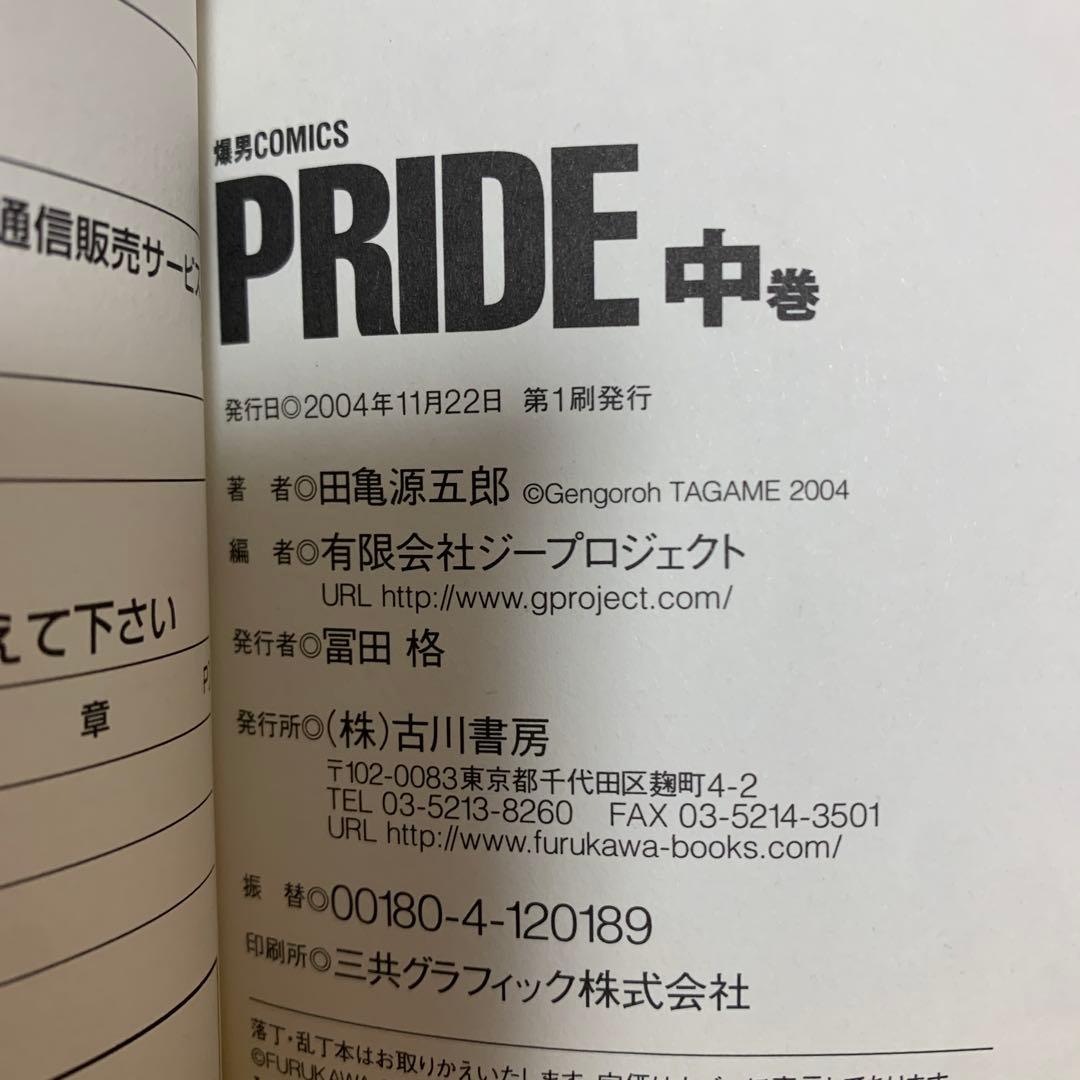 通信販売サービス
えて下さい
章
爆男COMICS
PRIDE 中巻
発行日◎2004年11月22日 第1刷発行
著 者◎田亀源五郎 ©Gengoroh TAGAME 2004
編 者◎有限会社ジープロジェクト
URL http://www.gproject.com/
発行者◎冨田 格
発行所◎(株)古川書房
〒102-0083東京都千代田区麹町4-2
TEL 03-5213-8260 FAX 03-5214-3501
URL http://www.furukawa-books.com/
振 替◎00180-4-120189
印刷所◎三共グラフィック株式会社
落丁・乱丁本はお取りかえいたします。
©FURUKAWA